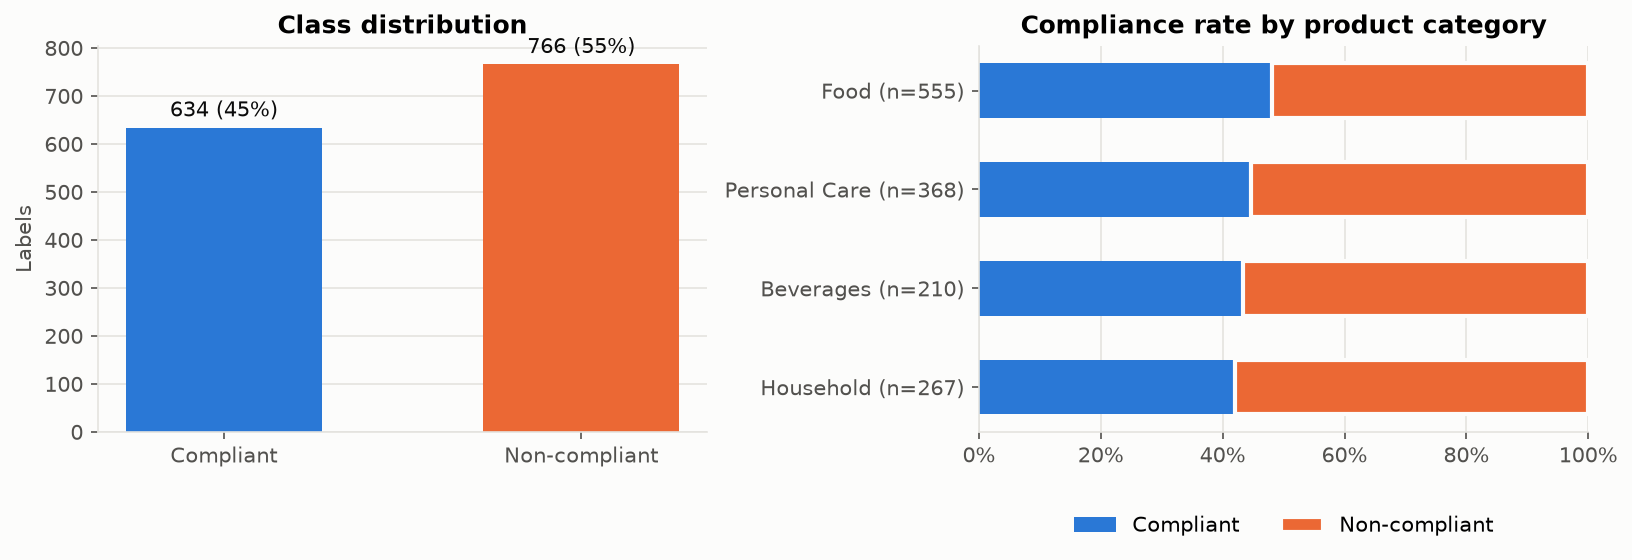 Class distribution
Labels
800
700
600
500
400
300
200
100
0
634 (45%)
766 (55%)
Compliant
Non-compliant
Compliance rate by product category
Food (n=555)
Personal Care (n=368)
Beverages (n=210)
Household (n=267)
0%
20%
40%
60%
80%
100%
Compliant
Non-compliant